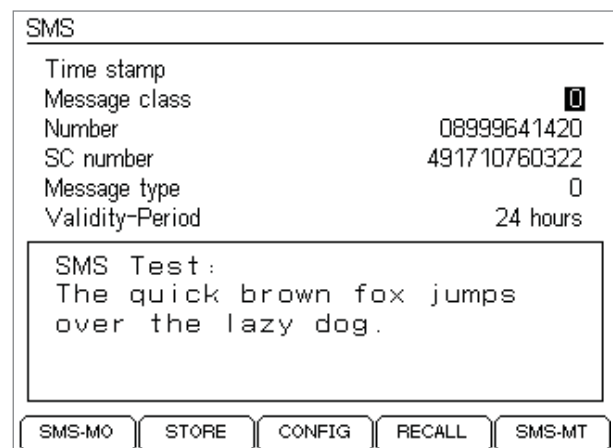 SMS
Time stamp
Message class 0
Number 08999641420
SC number 491710760322
Message type 0
Validity-Period 24 hours
SMS Test:
The quick brown fox jumps
over the lazy dog.
SMS-MO STORE CONFIG RECALL SMS-MT